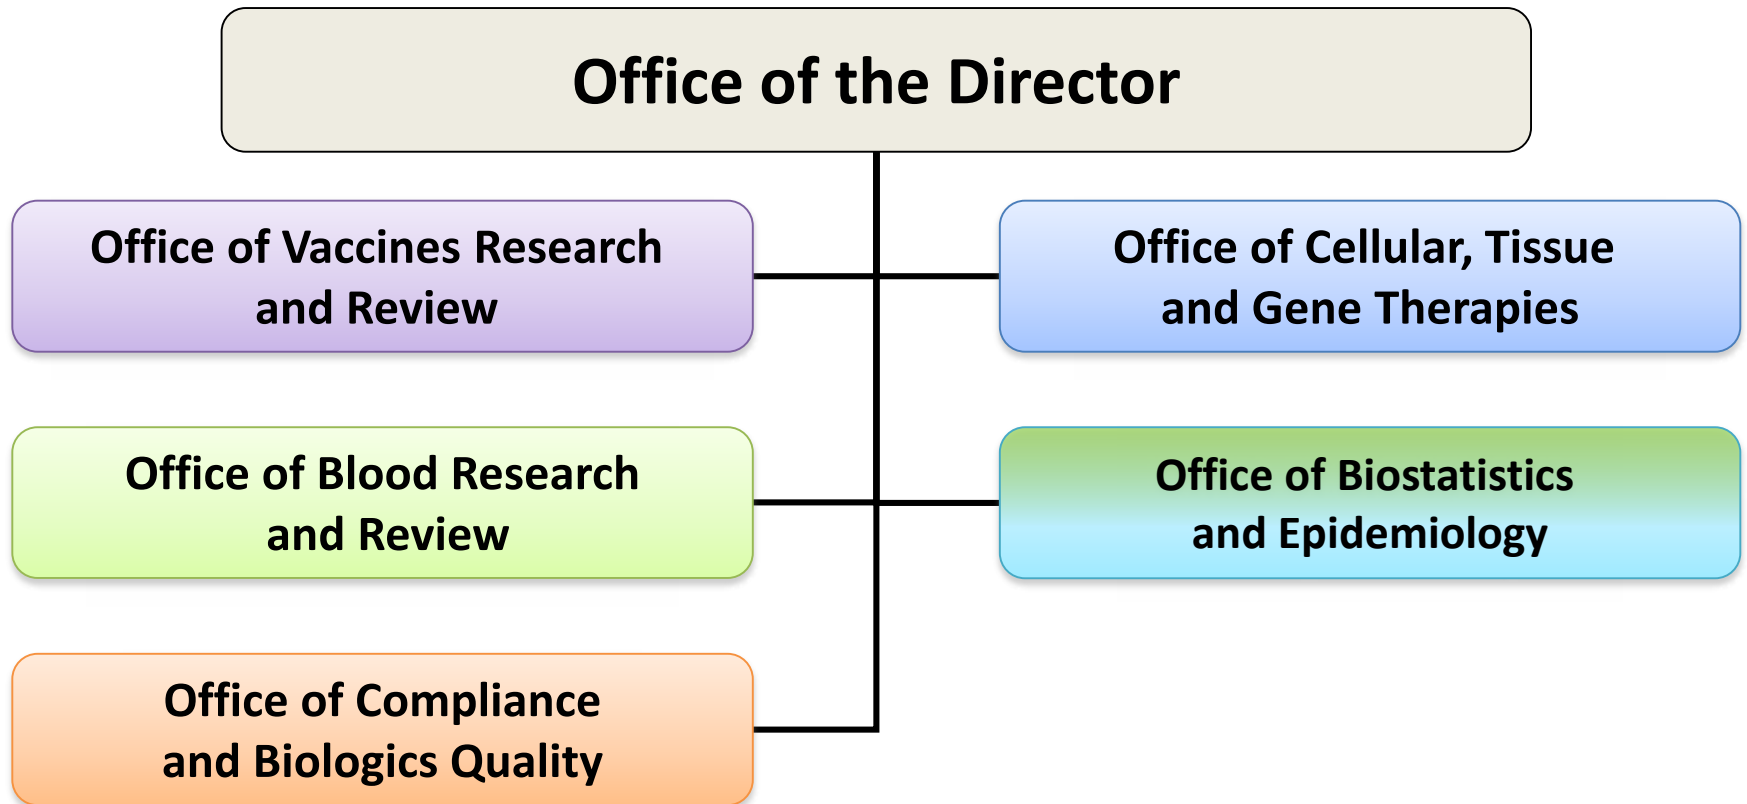 Office of the Director
Office of Vaccines Research
and Review
Office of Cellular, Tissue
and Gene Therapies
Office of Blood Research
and Review
Office of Biostatistics
and Epidemiology
Office of Compliance
and Biologics Quality